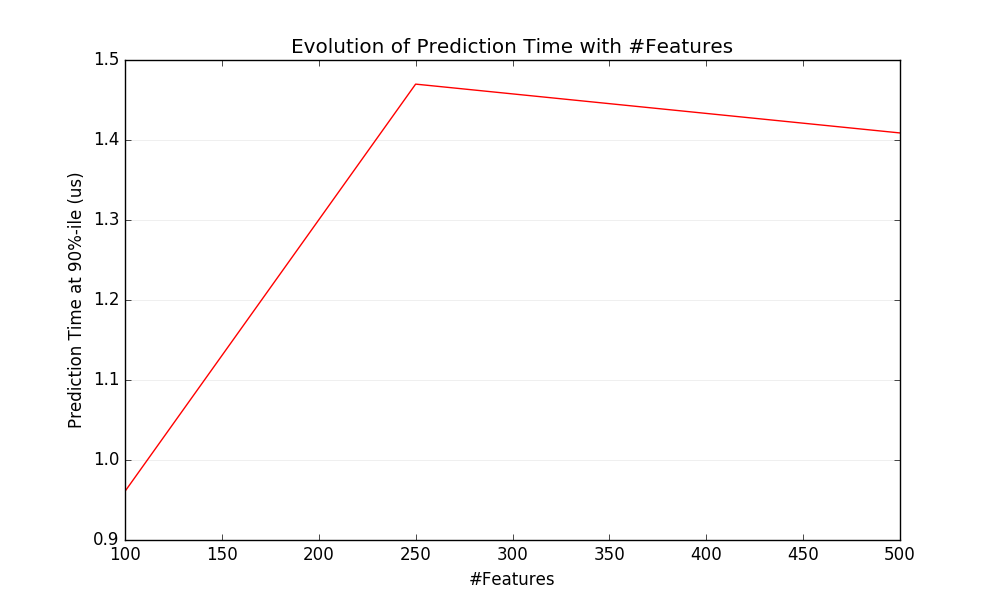 Evolution of Prediction Time with #Features
Prediction Time at 90%-ile (us)
1.5
1.4
1.3
1.2
1.1
1.0
0.9
100 150 200 250 300 350 400 450 500
#Features